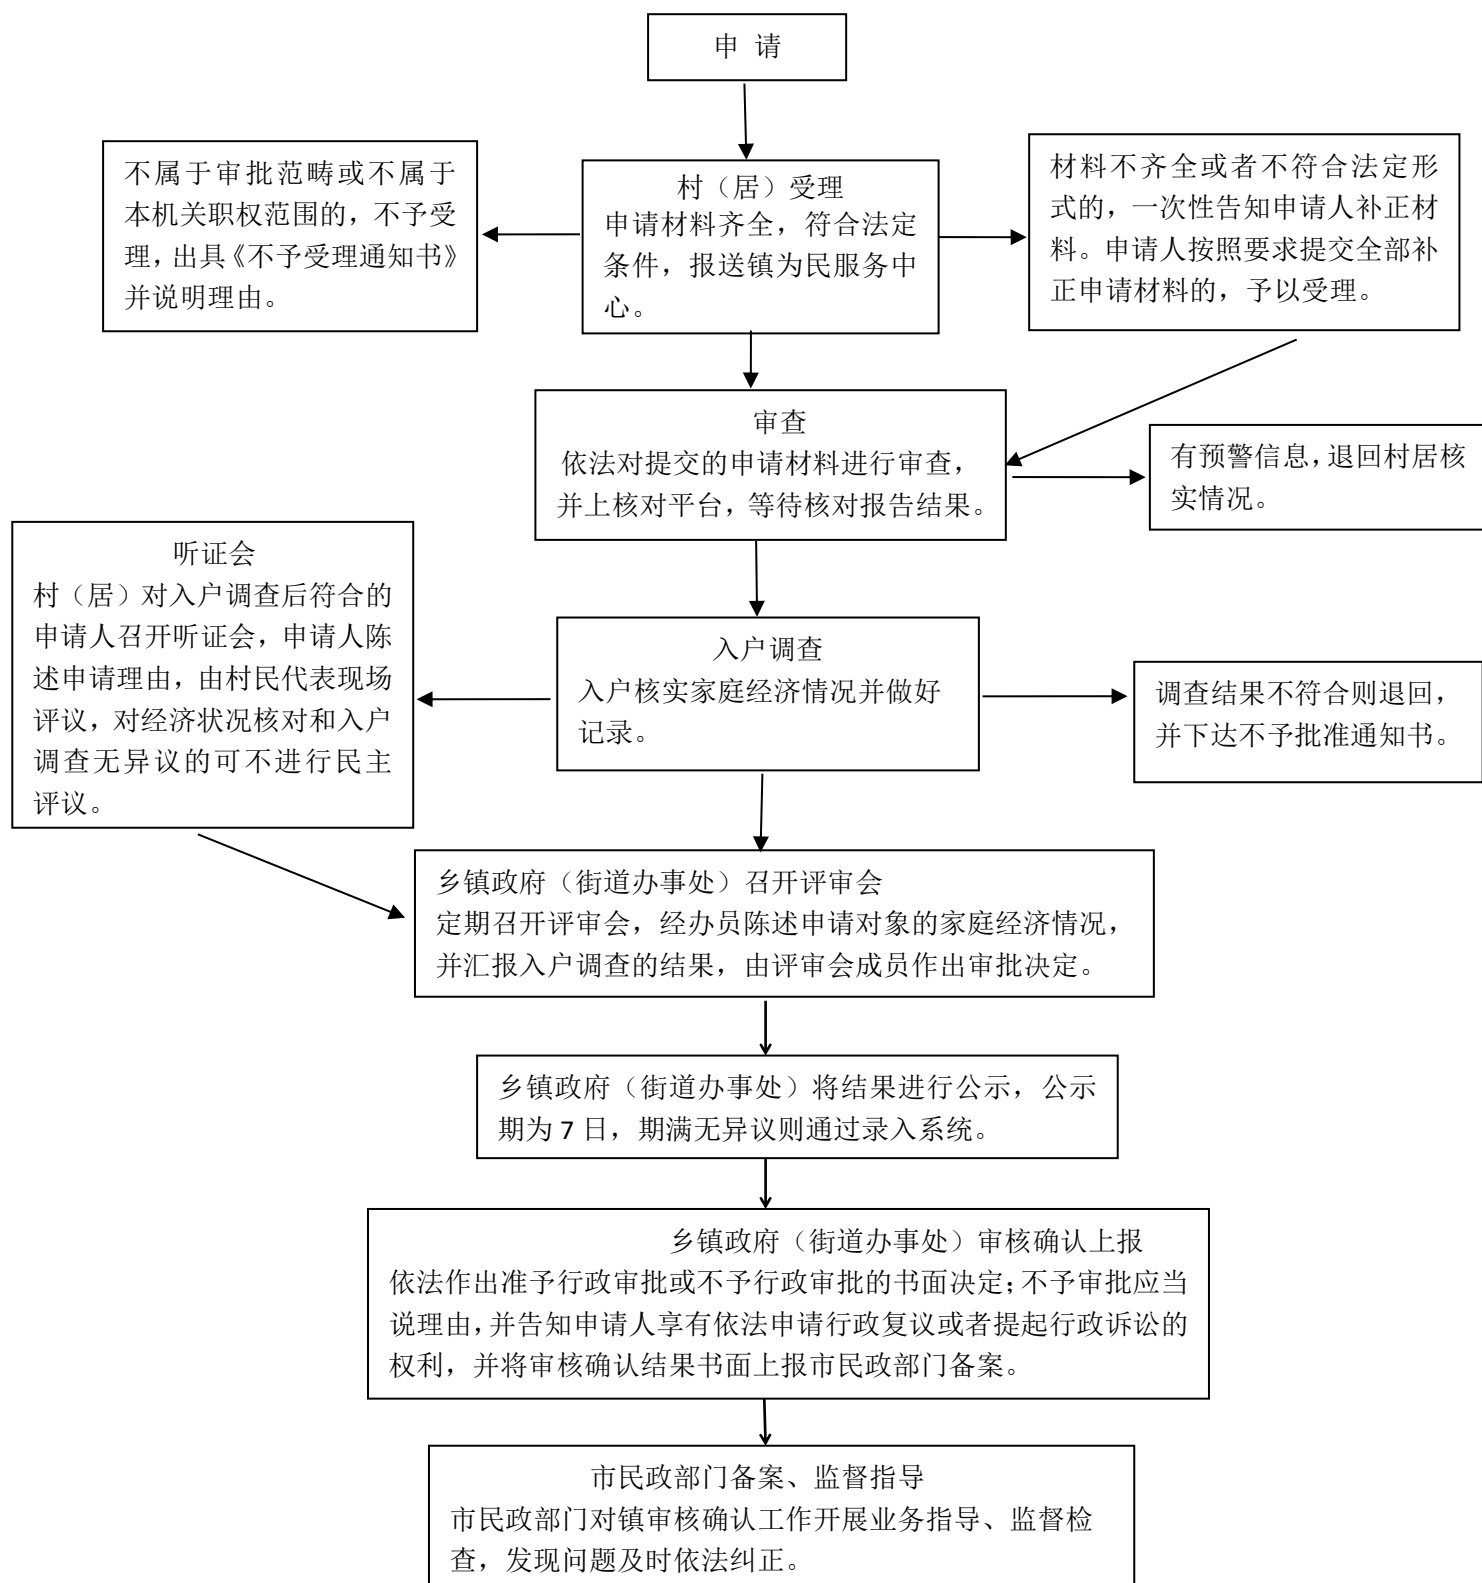 申 请
不属于审批范畴或不属于
本机关职权范围的，不予受
理，出具《不予受理通知书》
并说明理由。
村（居）受理
申请材料齐全，符合法定
条件，报送镇为民服务中
心。
材料不齐全或者不符合法定形
式的，一次性告知申请人补正材
料。申请人按照要求提交全部补
正申请材料的，予以受理。
审查
依法对提交的申请材料进行审查，
并上核对平台，等待核对报告结果。
有预警信息，退回村居核
实情况。
听证会
村（居）对入户调查后符合的
申请人召开听证会，申请人陈
述申请理由，由村民代表现场
评议，对经济状况核对和入户
调查无异议的可不进行民主
评议。
入户调查
入户核实家庭经济情况并做好
记录。
调查结果不符合则退回，
并下达不予批准通知书。
乡镇政府（街道办事处）召开评审会
定期召开评审会，经办员陈述申请对象的家庭经济情况，
并汇报入户调查的结果，由评审会成员作出审批决定。
乡镇政府（街道办事处）将结果进行公示，公示
期为 7 日，期满无异议则通过录入系统。
乡镇政府（街道办事处）审核确认上报
依法作出准予行政审批或不予行政审批的书面决定；不予审批应当
说理由，并告知申请人享有依法申请行政复议或者提起行政诉讼的
权利，并将审核确认结果书面上报市民政部门备案。
市民政部门备案、监督指导
市民政部门对镇审核确认工作开展业务指导、监督检
查，发现问题及时依法纠正。